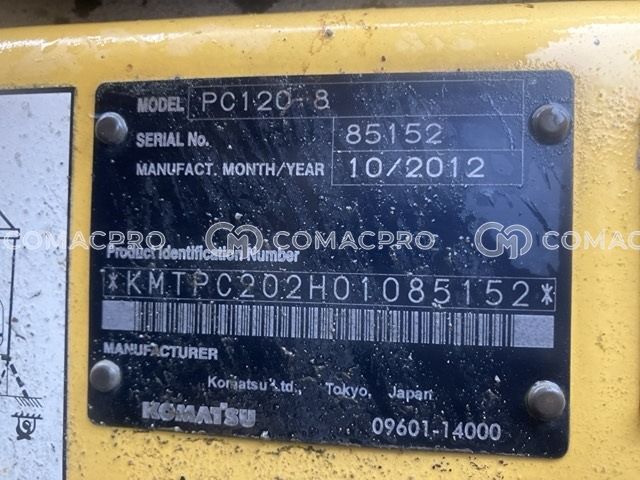 MODEL PC120-8
SERIAL No. 85152
MANUFACT. MONTH/YEAR 10/2012
COMACPRO COMACPRO
Product Identification Number
*KMTPC202H01085152*
MANUFACTURER
Komatsu Ltd., Tokyo, Japan
KOMATSU
09601-14000